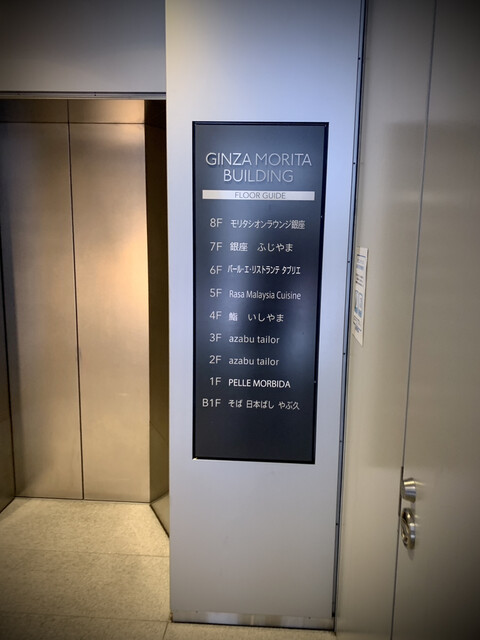 GINZA MORITA
BUILDING
FLOOR GUIDE
8F モリタシオンラウンジ銀座
7F 銀座 ふじやま
6F バール・エ・リストランテ タブリエ
5F Rasa Malaysia Cuisine
4F 鮨 いしやま
3F azabu tailor
2F azabu tailor
1F PELLE MORBIDA
B1F そば 日本ばし やぶ久